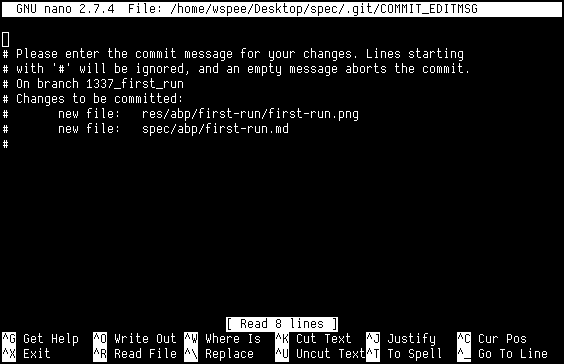 GNU nano 2.7.4  File: /home/wspee/Desktop/spec/.git/COMMIT_EDITMSG
# Please enter the commit message for your changes. Lines starting
# with '#' will be ignored, and an empty message aborts the commit.
# On branch 1337_first_run
# Changes to be committed:
#       new file:   res/abp/first-run/first-run.png
#       new file:   spec/abp/first-run.md
#
[ Read 8 lines ]
^G Get Help  ^O Write Out ^W Where Is  ^K Cut Text  ^J Justify   ^C Cur Pos
^X Exit      ^R Read File ^\ Replace   ^U Uncut Text^T To Spell  ^_ Go To Line